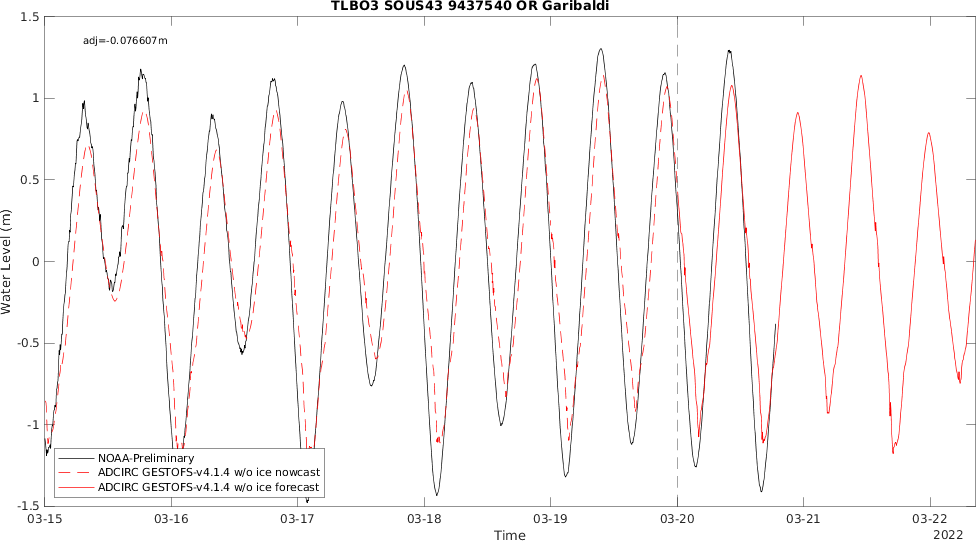 TLBO3 SOUS43 9437540 OR Garibaldi
adj=-0.076607m
1.5
1
0.5
0
-0.5
-1
-1.5
Water Level (m)
NOAA-Preliminary
ADCIRC GESTOFS-v4.1.4 w/o ice nowcast
ADCIRC GESTOFS-v4.1.4 w/o ice forecast
03-15 03-16 03-17 03-18 03-19 03-20 03-21 03-22
Time
2022